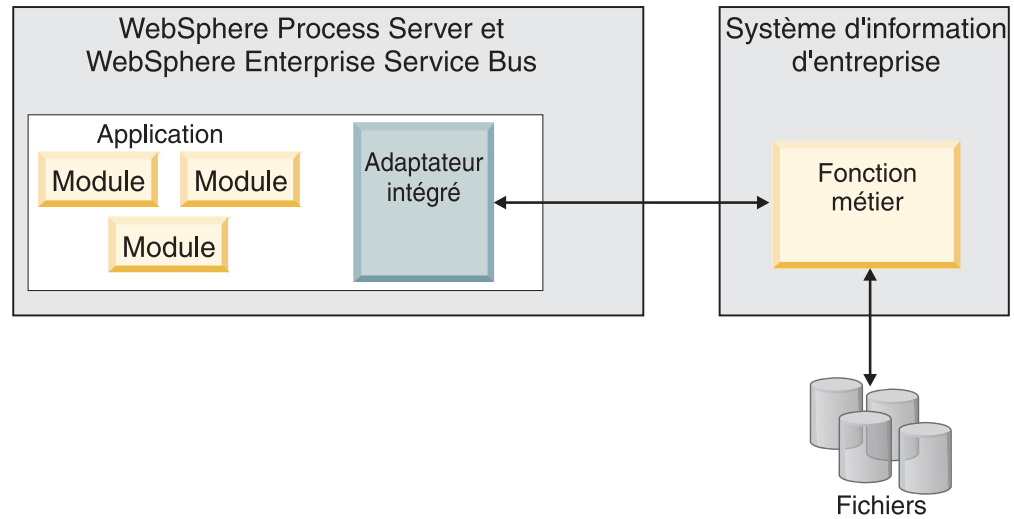 WebSphere Process Server et
WebSphere Enterprise Service Bus
Application
Module
Module
Module
Adaptateur
intégré
Système d'information
d'entreprise
Fonction
métier
Fichiers